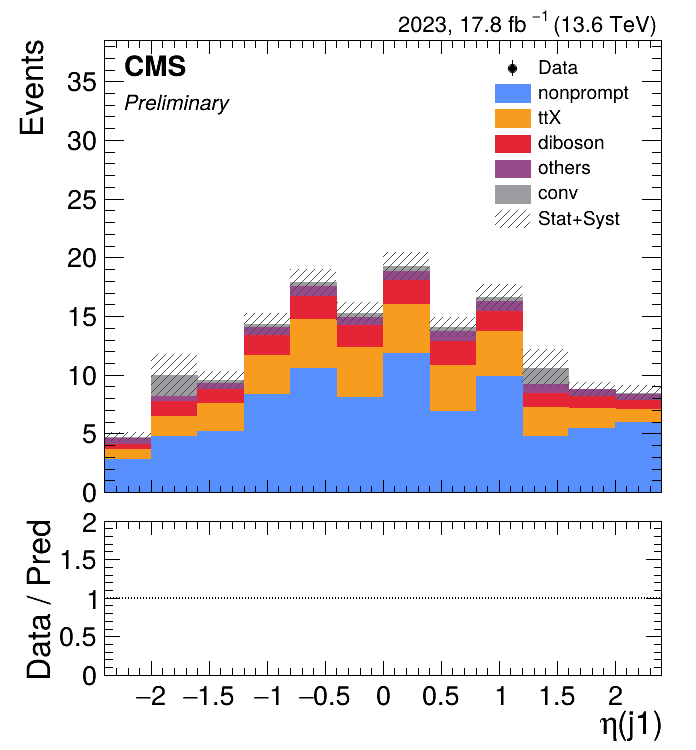 2023, 17.8 fb⁻¹ (13.6 TeV)
CMS
Preliminary
Data
nonprompt
ttX
diboson
others
conv
Stat+Syst
Events
35
30
25
20
15
10
5
0
Data / Pred
2
1.5
1
0.5
0
−2 −1.5 −1 −0.5 0 0.5 1 1.5 2
η(j1)